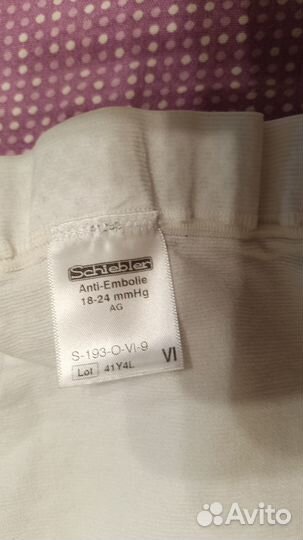 Schiebler
Anti-Embolie
18-24 mmHg
AG
S-193-O-VI-9
Lot 41Y4L
VI
Avito